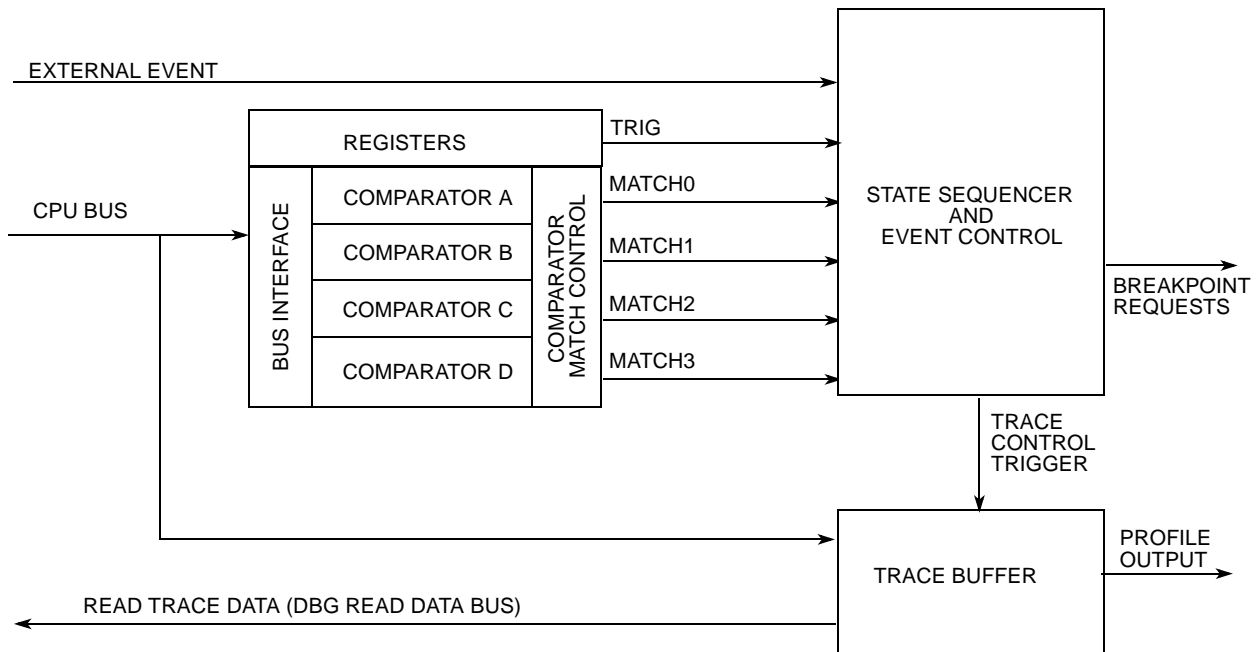 EXTERNAL EVENT
REGISTERS
TRIG
CPU BUS
BUS INTERFACE
COMPARATOR A
COMPARATOR B
COMPARATOR C
COMPARATOR D
COMPARATOR
MATCH CONTROL
MATCH0
MATCH1
MATCH2
MATCH3
STATE SEQUENCER
AND
EVENT CONTROL
BREAKPOINT
REQUESTS
TRACE
CONTROL
TRIGGER
TRACE BUFFER
PROFILE
OUTPUT
READ TRACE DATA (DBG READ DATA BUS)